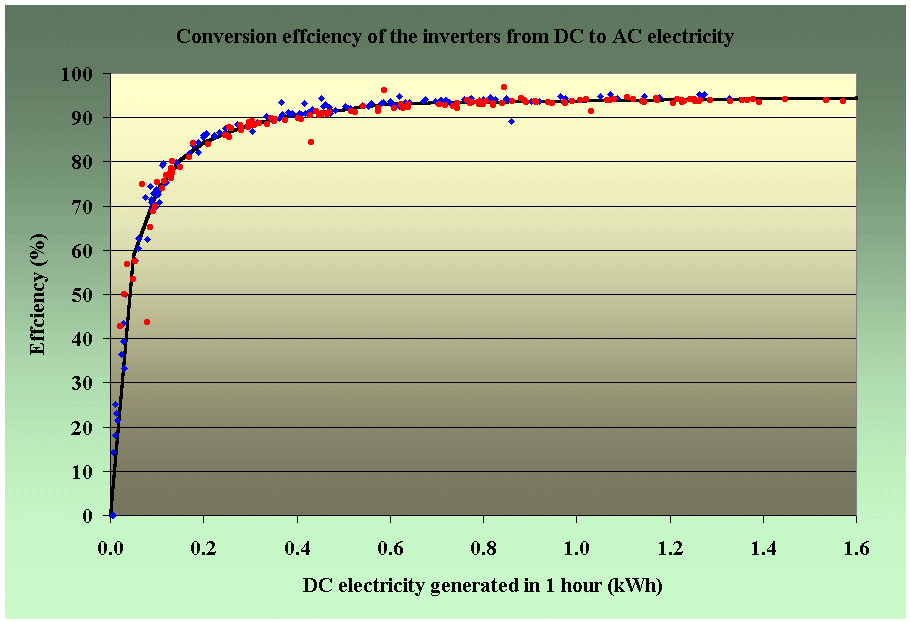 Conversion effciency of the inverters from DC to AC electricity
100
90
80
70
60
50
40
30
20
10
0
Effciency (%)
0.0 0.2 0.4 0.6 0.8 1.0 1.2 1.4 1.6
DC electricity generated in 1 hour (kWh)